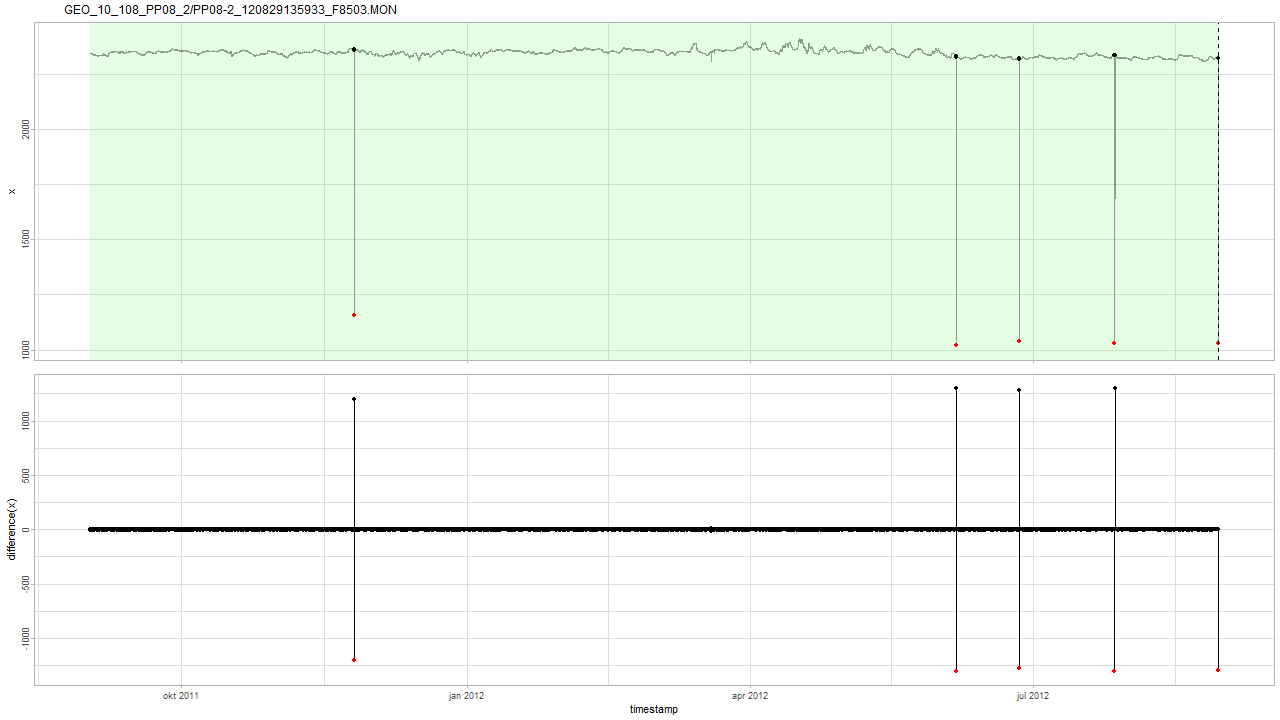 GEO_10_108_PP08_2/PP08-2_120829135933_F8503.MON
2000
x
1500
1000
1000
500
difference(x)
0
-500
-1000
okt 2011
jan 2012
apr 2012
jul 2012
timestamp